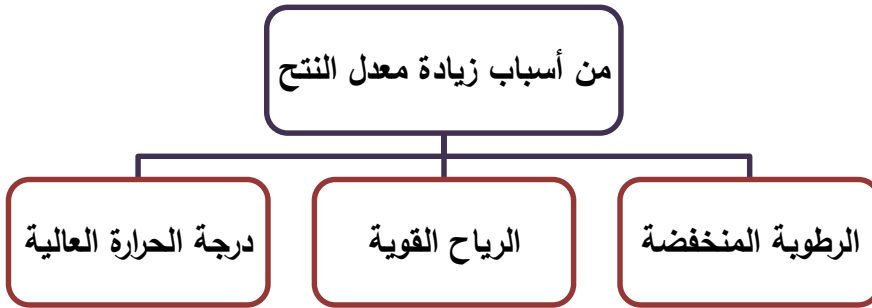 من أسباب زيادة معدل النتح
الرطوبة المنخفضة
الرياح القوية
درجة الحرارة العالية